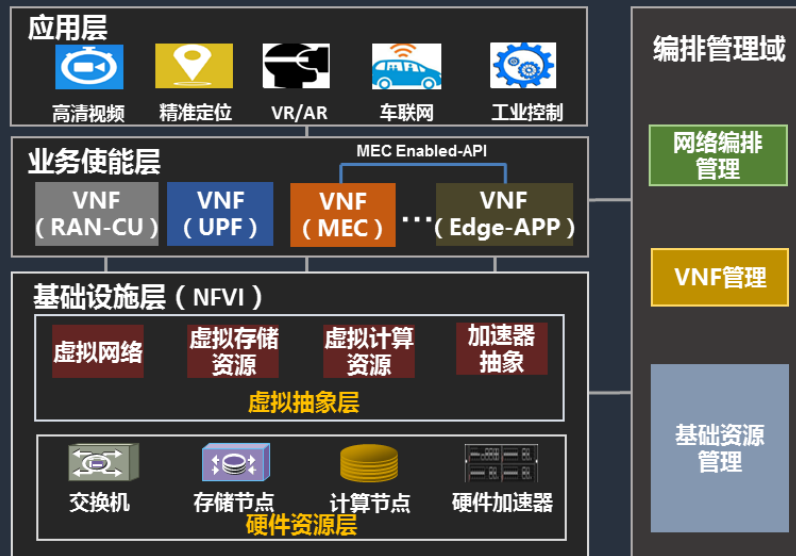 应用层
高清视频
精准定位
VR/AR
车联网
工业控制
业务使能层
MEC Enabled-API
VNF
（RAN-CU）
VNF
（UPF）
VNF
（MEC）
...
VNF
（Edge-APP）
基础设施层（NFVI）
虚拟网络
虚拟存储
资源
虚拟计算
资源
加速器
抽象
虚拟抽象层
交换机
存储节点
计算节点
硬件加速器
硬件资源层
编排管理域
网络编排
管理
VNF管理
基础资源
管理